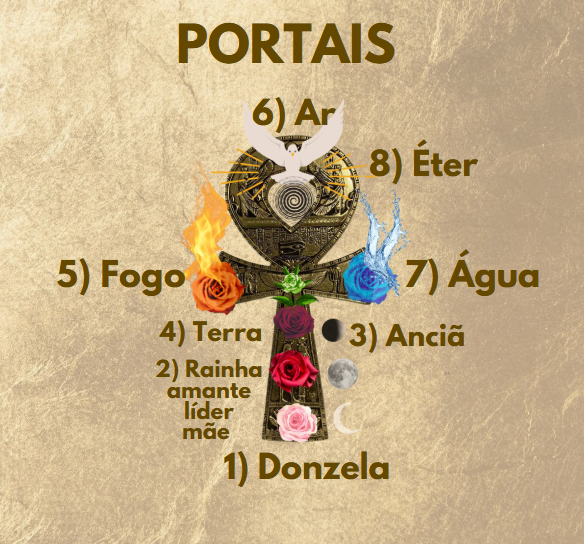 PORTAIS
6) Ar
8) Éter
5) Fogo
7) Água
4) Terra
3) Anciã
2) Rainha
amante
líder
mãe
1) Donzela